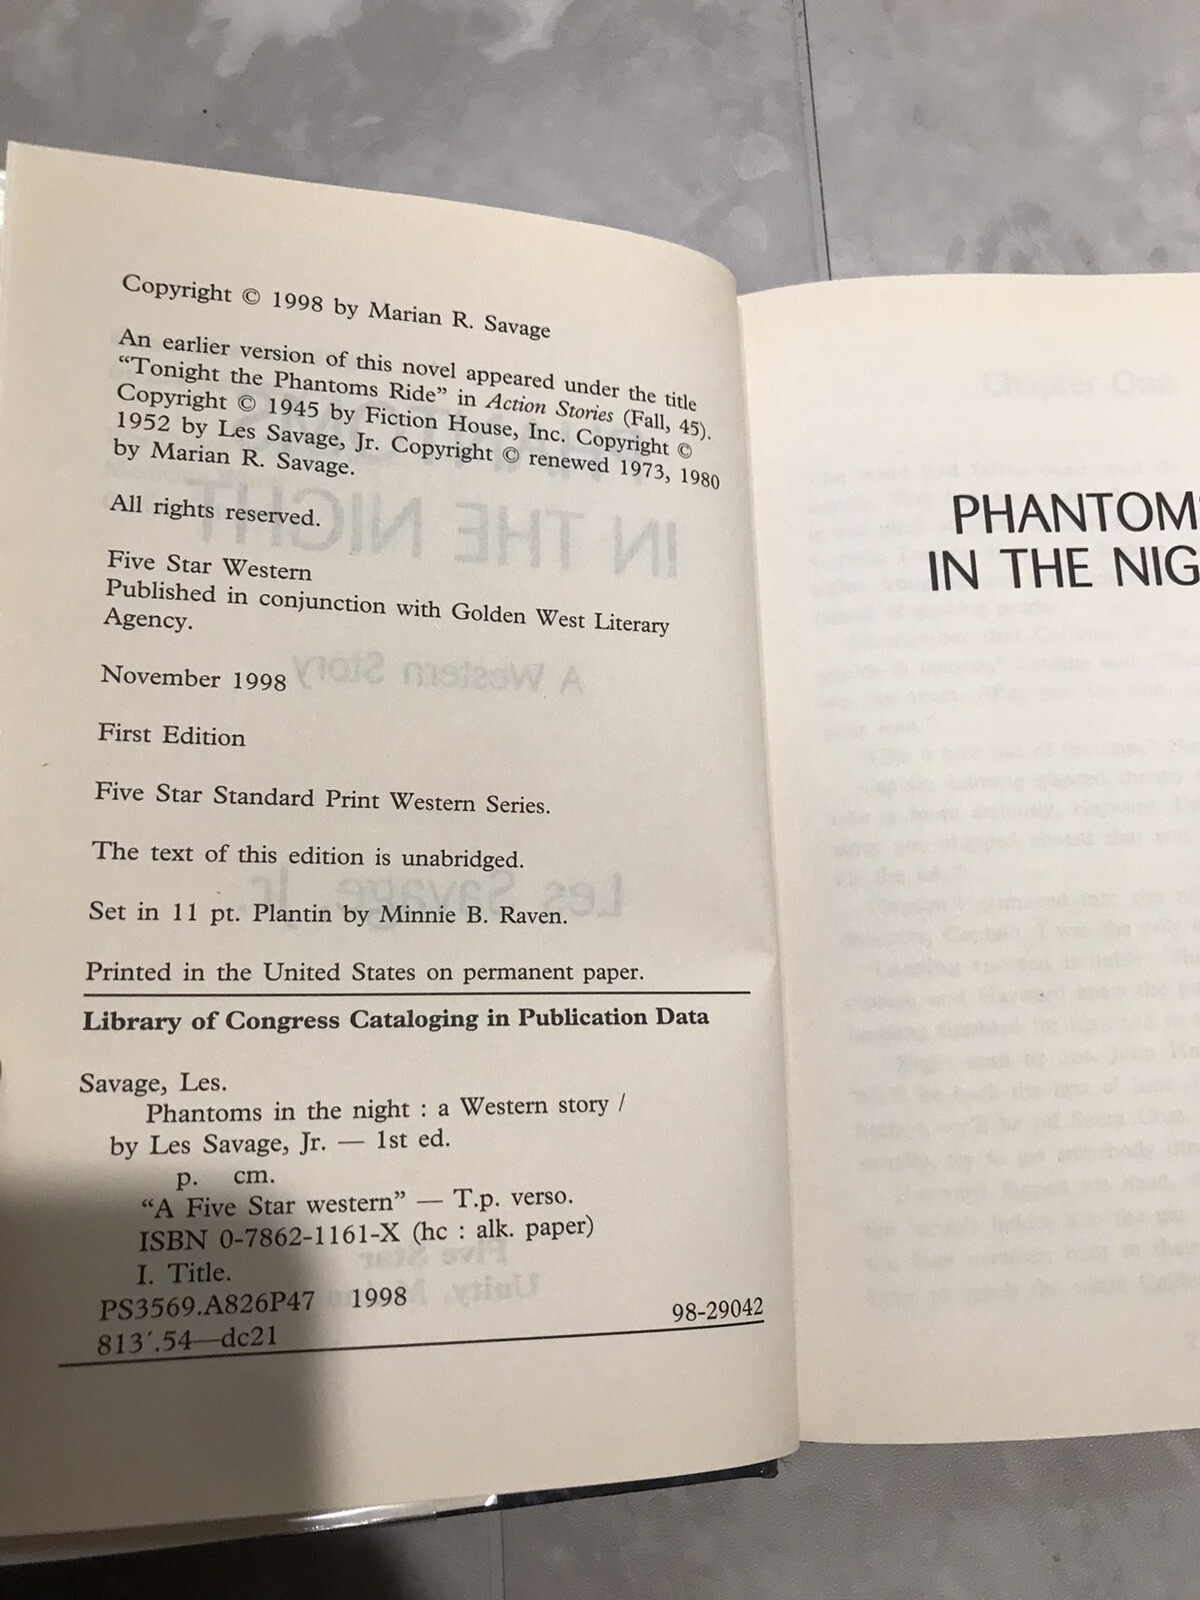 Copyright © 1998 by Marian R. Savage
An earlier version of this novel appeared under the title
“Tonight the Phantoms Ride” in Action Stories (Fall, 45).
Copyright © 1945 by Fiction House, Inc. Copyright ©
1952 by Les Savage, Jr. Copyright © renewed 1973, 1980
by Marian R. Savage.
All rights reserved.
Five Star Western
Published in conjunction with Golden West Literary
Agency.
November 1998
First Edition
Five Star Standard Print Western Series.
The text of this edition is unabridged.
Set in 11 pt. Plantin by Minnie B. Raven.
Printed in the United States on permanent paper.
Library of Congress Cataloging in Publication Data
Savage, Les.
Phantoms in the night : a Western story /
by Les Savage, Jr. — 1st ed.
p. cm.
“A Five Star western” — T.p. verso.
ISBN 0-7862-1161-X (hc : alk. paper)
I. Title.
PS3569.A826P47 1998
813′.54—dc21
98-29042
PHANTOMS
IN THE NIG